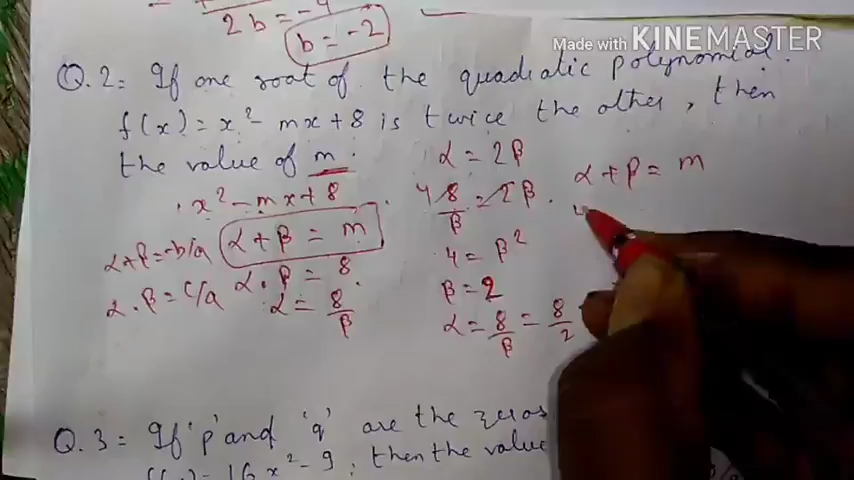 2b = -4
b = -2
Made with KINEMASTER
Q.2= If one root of the quadratic polynomial.
f(x) = x² - mx + 8 is twice the other, then
the value of m.
x² - mx + 8
α+β = -b/a
α + β = m
α . β = c/a
α . β = 8
α = 8/β
α = 2β
4 8/β = 2β.
4 = β²
β = 2
α = 8/β = 8/2
α + β = m
Q.3= If 'p' and 'q' are the zeros
f(x) = 16x² - 9, then the value